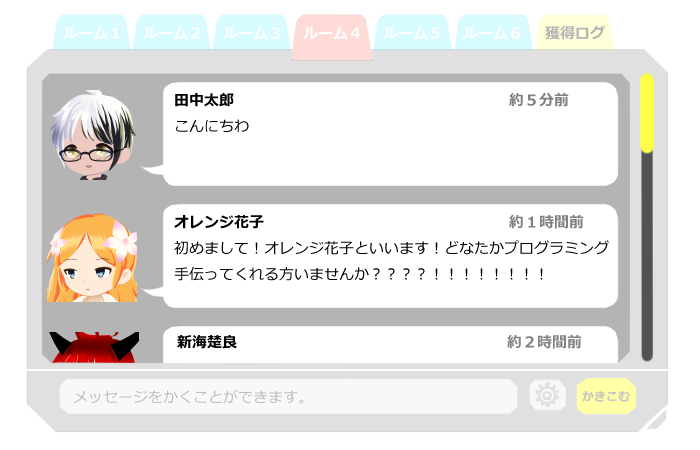 ルーム1 ルーム2 ルーム3 ルーム4 ルーム5 ルーム6 獲得ログ
田中太郎 約5分前
こんにちわ
オレンジ花子 約1時間前
初めまして！オレンジ花子といいます！どなたかプログラミング
手伝ってくれる方いませんか？？？？！！！！！！！！！
新海楚良 約2時間前
メッセージをかくことができます。 かきこむ